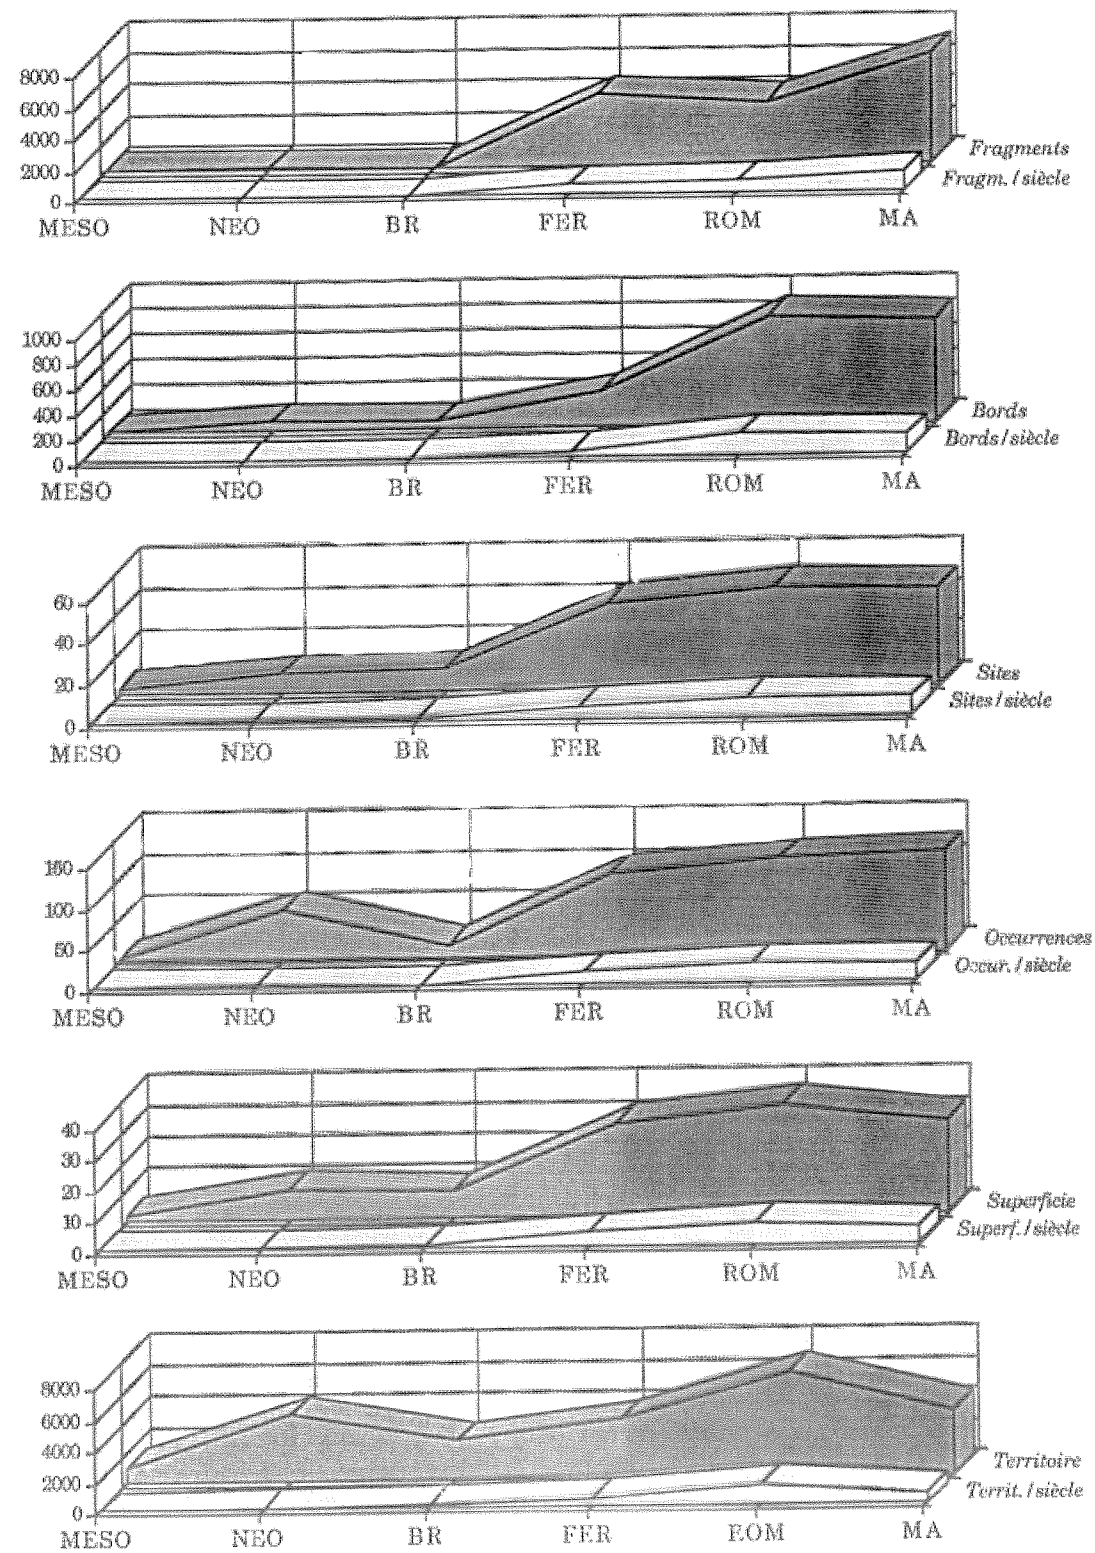 8000
6000
4000
2000
0
MESO NEO BR FER ROM MA
Fragments
Fragm. / siècle
1000
800
600
400
200
0
MESO NEO BR FER ROM MA
Bords
Bords / siècle
60
40
20
0
MESO NEO BR FER ROM MA
Sites
Sites / siècle
150
100
50
0
MESO NEO BR FER ROM MA
Occurrences
Occur. / siècle
40
30
20
10
0
MESO NEO BR FER ROM MA
Superficie
Superf. / siècle
8000
6000
4000
2000
0
MESO NEO BR FER ROM MA
Territoire
Territ. / siècle